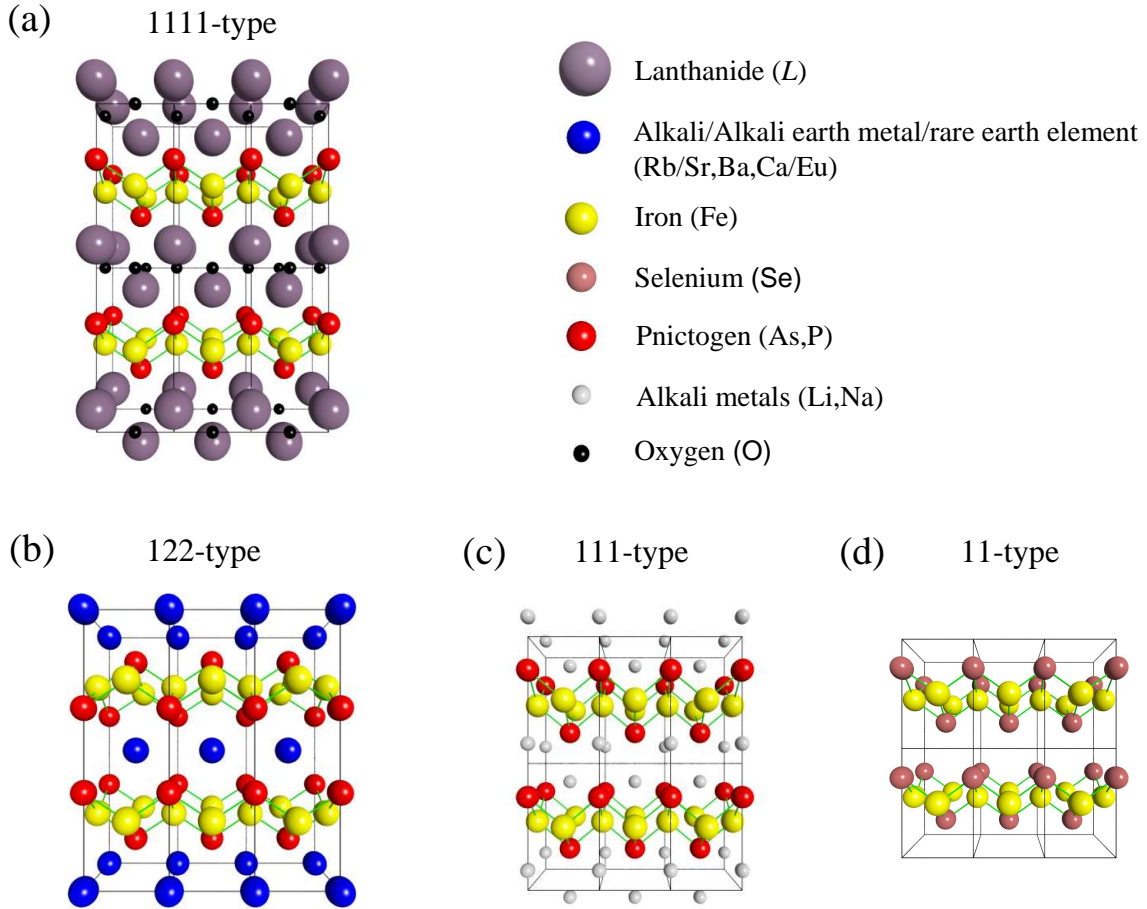 (a)
1111-type
Lanthanide (L)
Alkali/Alkali earth metal/rare earth element
(Rb/Sr,Ba,Ca/Eu)
Iron (Fe)
Selenium (Se)
Pnictogen (As,P)
Alkali metals (Li,Na)
Oxygen (O)
(b)
122-type
(c)
111-type
(d)
11-type